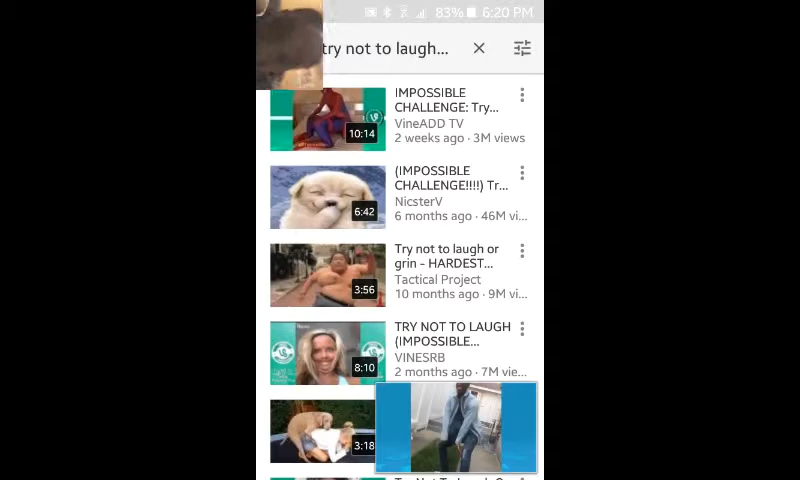 83% 6:20 PM
try not to laugh...
IMPOSSIBLE
CHALLENGE: Try...
VineADD TV
2 weeks ago · 3M views
10:14
(IMPOSSIBLE
CHALLENGE!!!!) Tr...
NicsterV
6 months ago · 46M vi...
6:42
Try not to laugh or
grin - HARDEST...
Tactical Project
10 months ago · 9M vi...
3:56
TRY NOT TO LAUGH
(IMPOSSIBLE...
VINESRB
2 months ago · 7M vie...
8:10
3:18